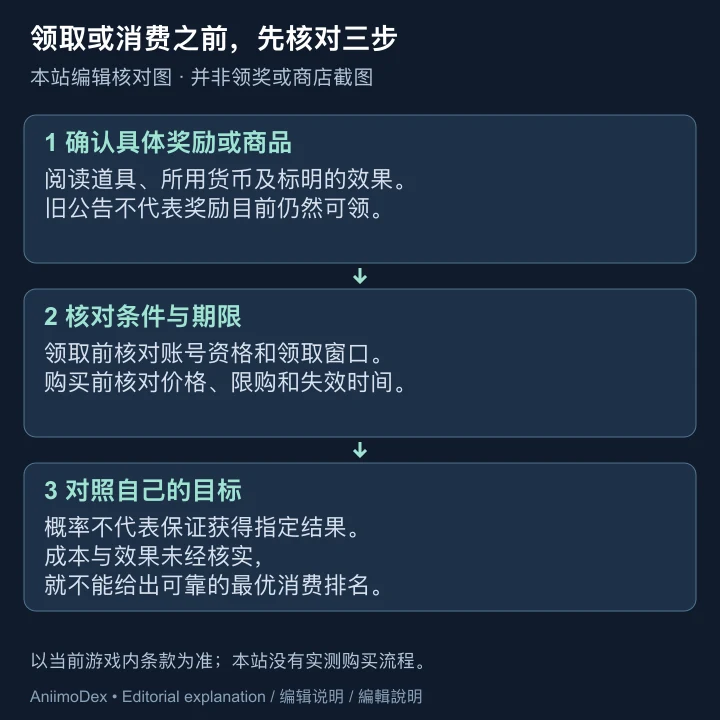 领取或消费之前，先核对三步
本站编辑核对图 · 并非领奖或商店截图
1 确认具体奖励或商品
阅读道具、所用货币及标明的效果。
旧公告不代表奖励目前仍然可领。
2 核对条件与期限
领取前核对账号资格和领取窗口。
购买前核对价格、限购和失效时间。
3 对照自己的目标
概率不代表保证获得指定结果。
成本与效果未经核实，
就不能给出可靠的最优消费排名。
以当前游戏内条款为准；本站没有实测购买流程。
AniimoDex • Editorial explanation / 编辑说明 / 編輯說明